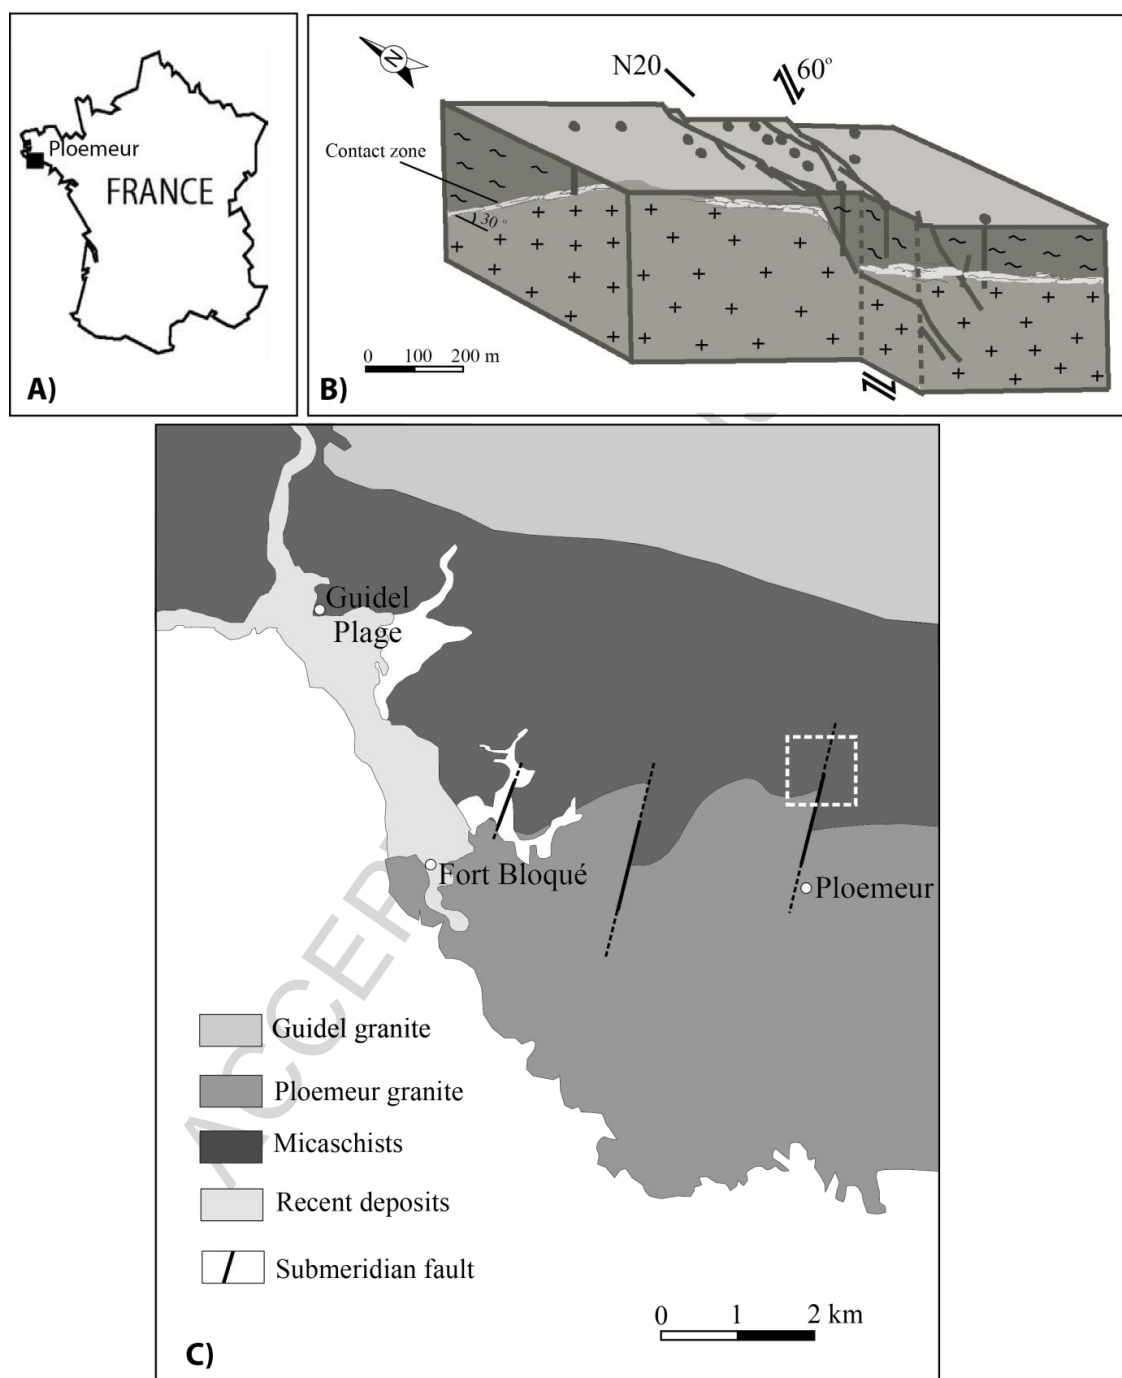 Ploemeur
FRANCE
A)
N
N20
60°
Contact zone
30°
0 100 200 m
B)
Guidel
Plage
Fort Bloqué
Ploemeur
Guidel granite
Ploemeur granite
Micaschists
Recent deposits
Submeridian fault
0 1 2 km
C)